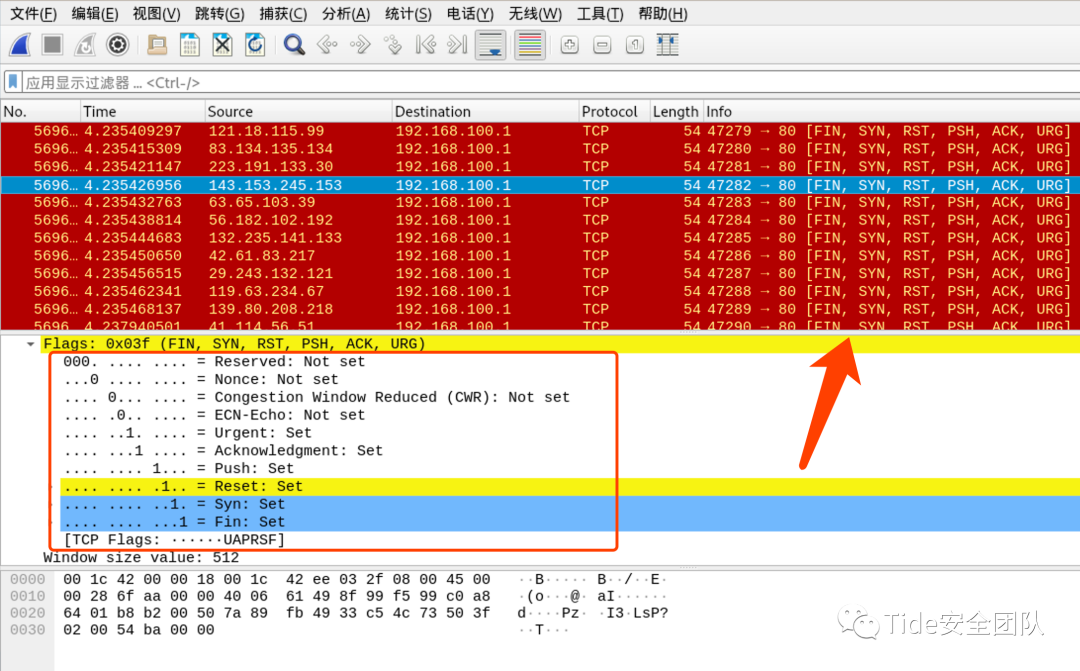 文件(F) 编辑(E) 视图(V) 跳转(G) 捕获(C) 分析(A) 统计(S) 电话(Y) 无线(W) 工具(T) 帮助(H)
应用显示过滤器 … <Ctrl-/>
No. Time Source Destination Protocol Length Info
5696… 4.235409297 121.18.115.99 192.168.100.1 TCP 54 47279 → 80 [FIN, SYN, RST, PSH, ACK, URG]
5696… 4.235415309 83.134.135.134 192.168.100.1 TCP 54 47280 → 80 [FIN, SYN, RST, PSH, ACK, URG]
5696… 4.235421147 223.191.133.30 192.168.100.1 TCP 54 47281 → 80 [FIN, SYN, RST, PSH, ACK, URG]
5696… 4.235426956 143.153.245.153 192.168.100.1 TCP 54 47282 → 80 [FIN, SYN, RST, PSH, ACK, URG]
5696… 4.235432763 63.65.103.39 192.168.100.1 TCP 54 47283 → 80 [FIN, SYN, RST, PSH, ACK, URG]
5696… 4.235438814 56.182.102.192 192.168.100.1 TCP 54 47284 → 80 [FIN, SYN, RST, PSH, ACK, URG]
5696… 4.235444683 132.235.141.133 192.168.100.1 TCP 54 47285 → 80 [FIN, SYN, RST, PSH, ACK, URG]
5696… 4.235450650 42.61.83.217 192.168.100.1 TCP 54 47286 → 80 [FIN, SYN, RST, PSH, ACK, URG]
5696… 4.235456515 29.243.132.121 192.168.100.1 TCP 54 47287 → 80 [FIN, SYN, RST, PSH, ACK, URG]
5696… 4.235462341 119.63.234.67 192.168.100.1 TCP 54 47288 → 80 [FIN, SYN, RST, PSH, ACK, URG]
5696… 4.235468137 139.80.208.218 192.168.100.1 TCP 54 47289 → 80 [FIN, SYN, RST, PSH, ACK, URG]
5696… 4.237940501 41.114.56.51 192.168.100.1 TCP 54 47290 → 80 [FIN, SYN, RST, PSH, ACK, URG]
Flags: 0x03f (FIN, SYN, RST, PSH, ACK, URG)
000. .... .... = Reserved: Not set
...0 .... .... = Nonce: Not set
.... 0... .... = Congestion Window Reduced (CWR): Not set
.... .0.. .... = ECN-Echo: Not set
.... ..1. .... = Urgent: Set
.... ...1 .... = Acknowledgment: Set
.... .... 1... = Push: Set
.... .... .1.. = Reset: Set
.... .... ..1. = Syn: Set
.... .... ...1 = Fin: Set
[TCP Flags: ······UAPRSF]
Window size value: 512
0000 00 1c 42 00 00 18 00 1c 42 ee 03 2f 08 00 45 00 ··B····· B··/··E·
0010 00 28 6f aa 00 00 40 06 61 49 8f 99 f5 99 c0 a8 ·(o···@· aI······
0020 64 01 b8 b2 00 50 7a 89 fb 49 33 c5 4c 73 50 3f d····Pz· ·I3·LsP?
0030 02 00 54 ba 00 00 ··T···
Tide安全团队